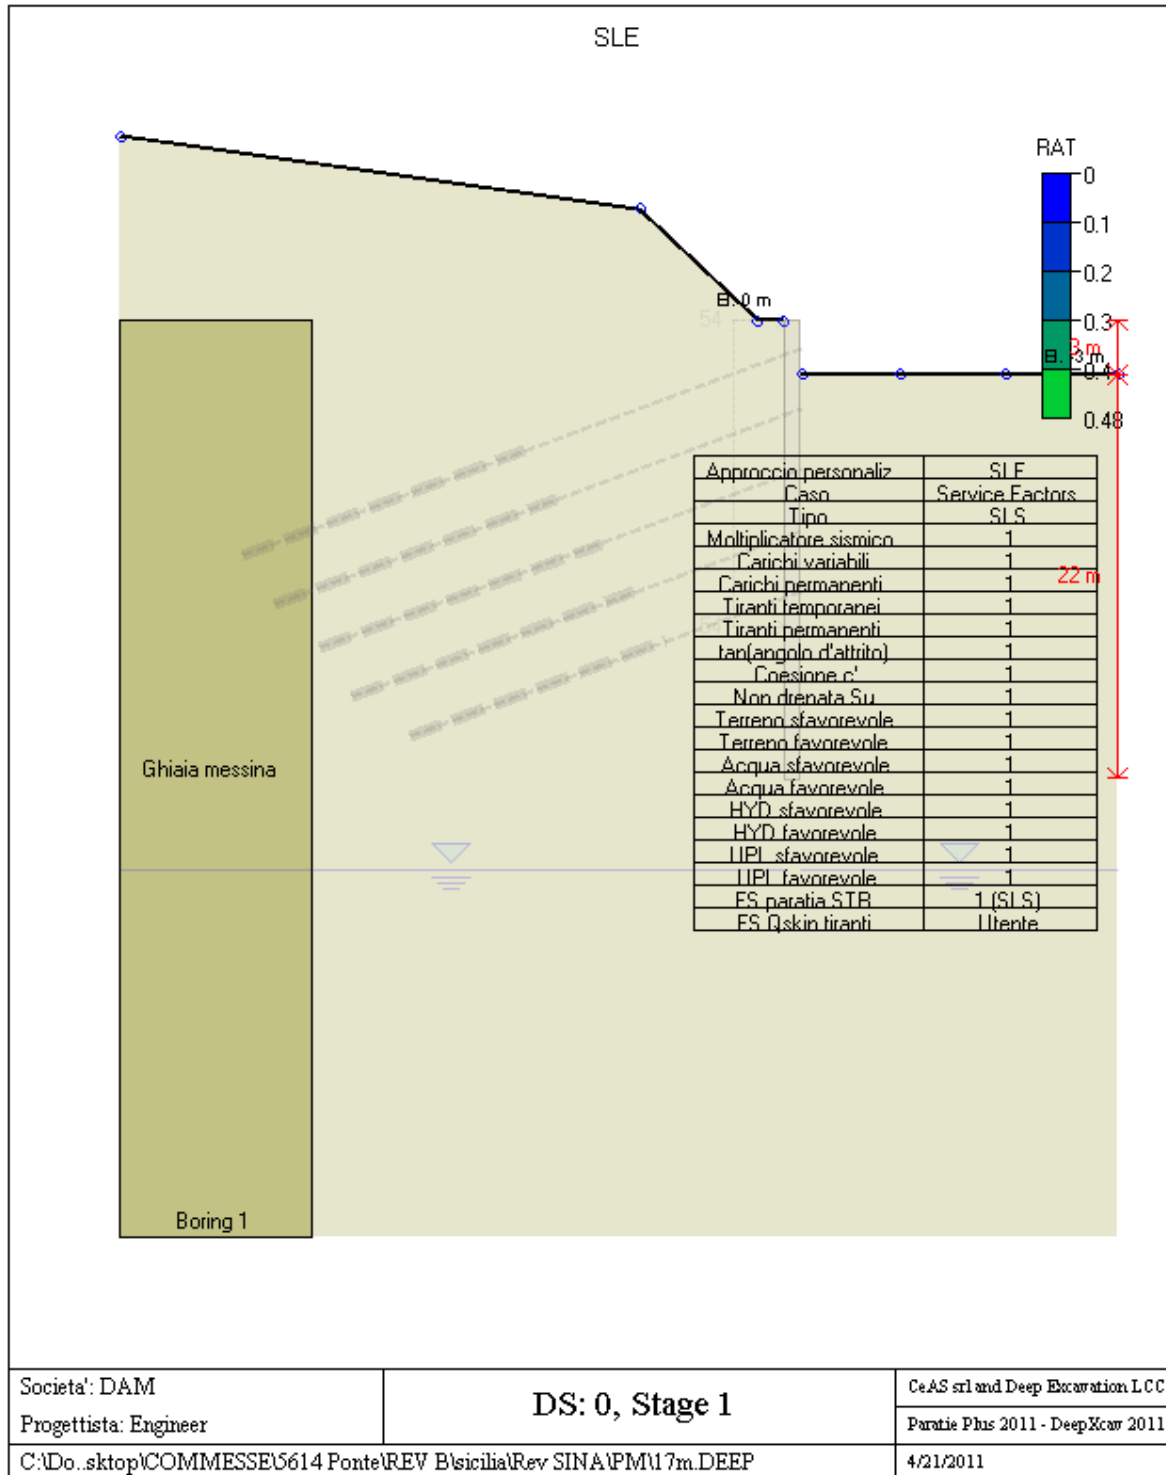 SLE
RAT
0
0.1
0.2
0.3
0.4
0.48
El. 0 m
54
3 m
El. -3 m
22 m
Approccio personaliz SLE
Caso Service Factors
Tipo SLS
Moltiplicatore sismico 1
Carichi variabili 1
Carichi permanenti 1
Tiranti temporanei 1
Tiranti permanenti 1
tan(angolo d'attrito) 1
Coesione c' 1
Non drenata Su 1
Terreno sfavorevole 1
Terreno favorevole 1
Acqua sfavorevole 1
Acqua favorevole 1
HYD sfavorevole 1
HYD favorevole 1
UPL sfavorevole 1
UPL favorevole 1
FS paratia STR 1 (SLS)
FS Qskin tiranti Utente
Ghiaia messina
Boring 1
Societa': DAM
Progettista: Engineer
DS: 0, Stage 1
CeAS srl and Deep Excavation LCC
Paratie Plus 2011 - DeepXcav 2011
C:\Do..sktop\COMMESSE\5614 Ponte\REV B\sicilia\Rev SINA\PM\17m.DEEP
4/21/2011